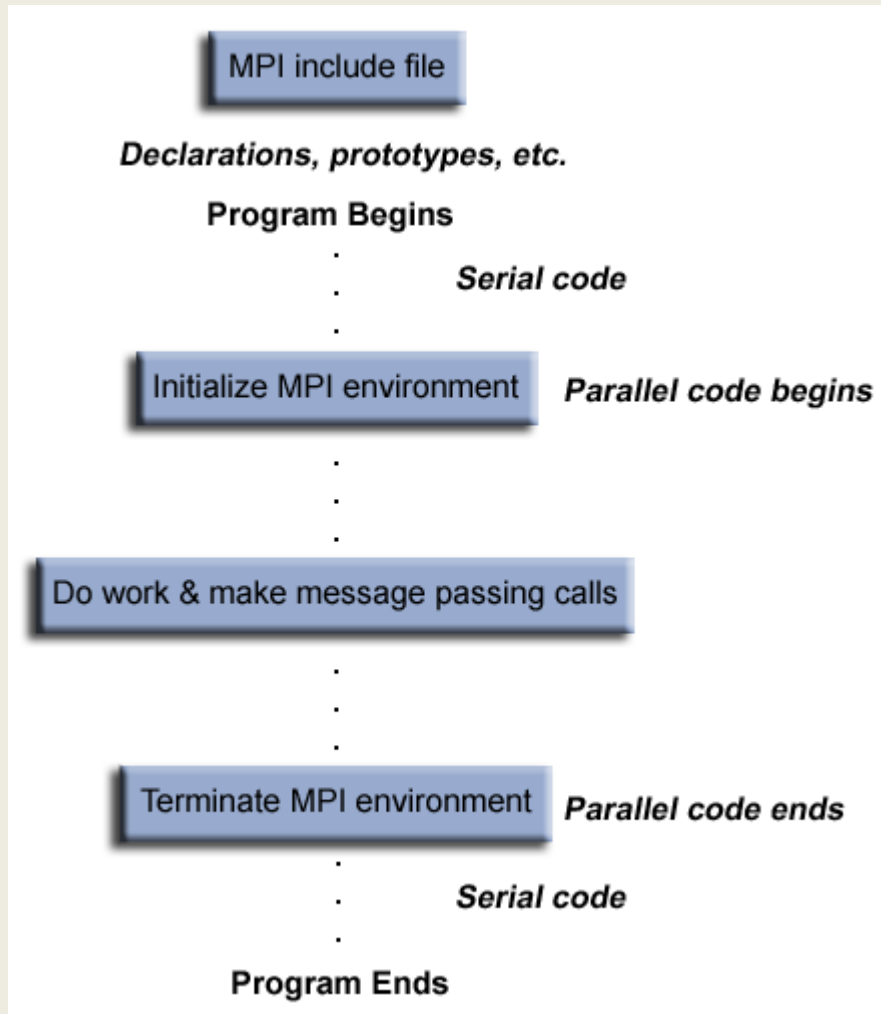 MPI include file
Declarations, prototypes, etc.
Program Begins
.
Serial code
.
.
Initialize MPI environment
Parallel code begins
.
.
.
Do work & make message passing calls
.
.
.
Terminate MPI environment
Parallel code ends
.
Serial code
.
.
Program Ends